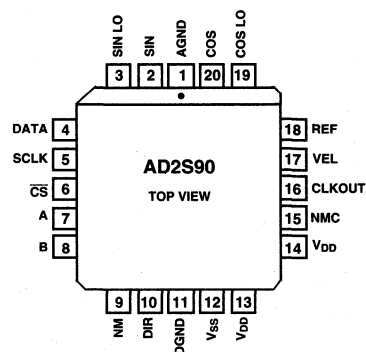 SIN LO
SIN
AGND
COS
COS LO
3 2 1 20 19
DATA 4
SCLK 5
C̅S̅ 6
A 7
B 8
AD2S90
TOP VIEW
18 REF
17 VEL
16 CLKOUT
15 NMC
14 VDD
9 10 11 12 13
NM
DIR
DGND
VSS
VDD